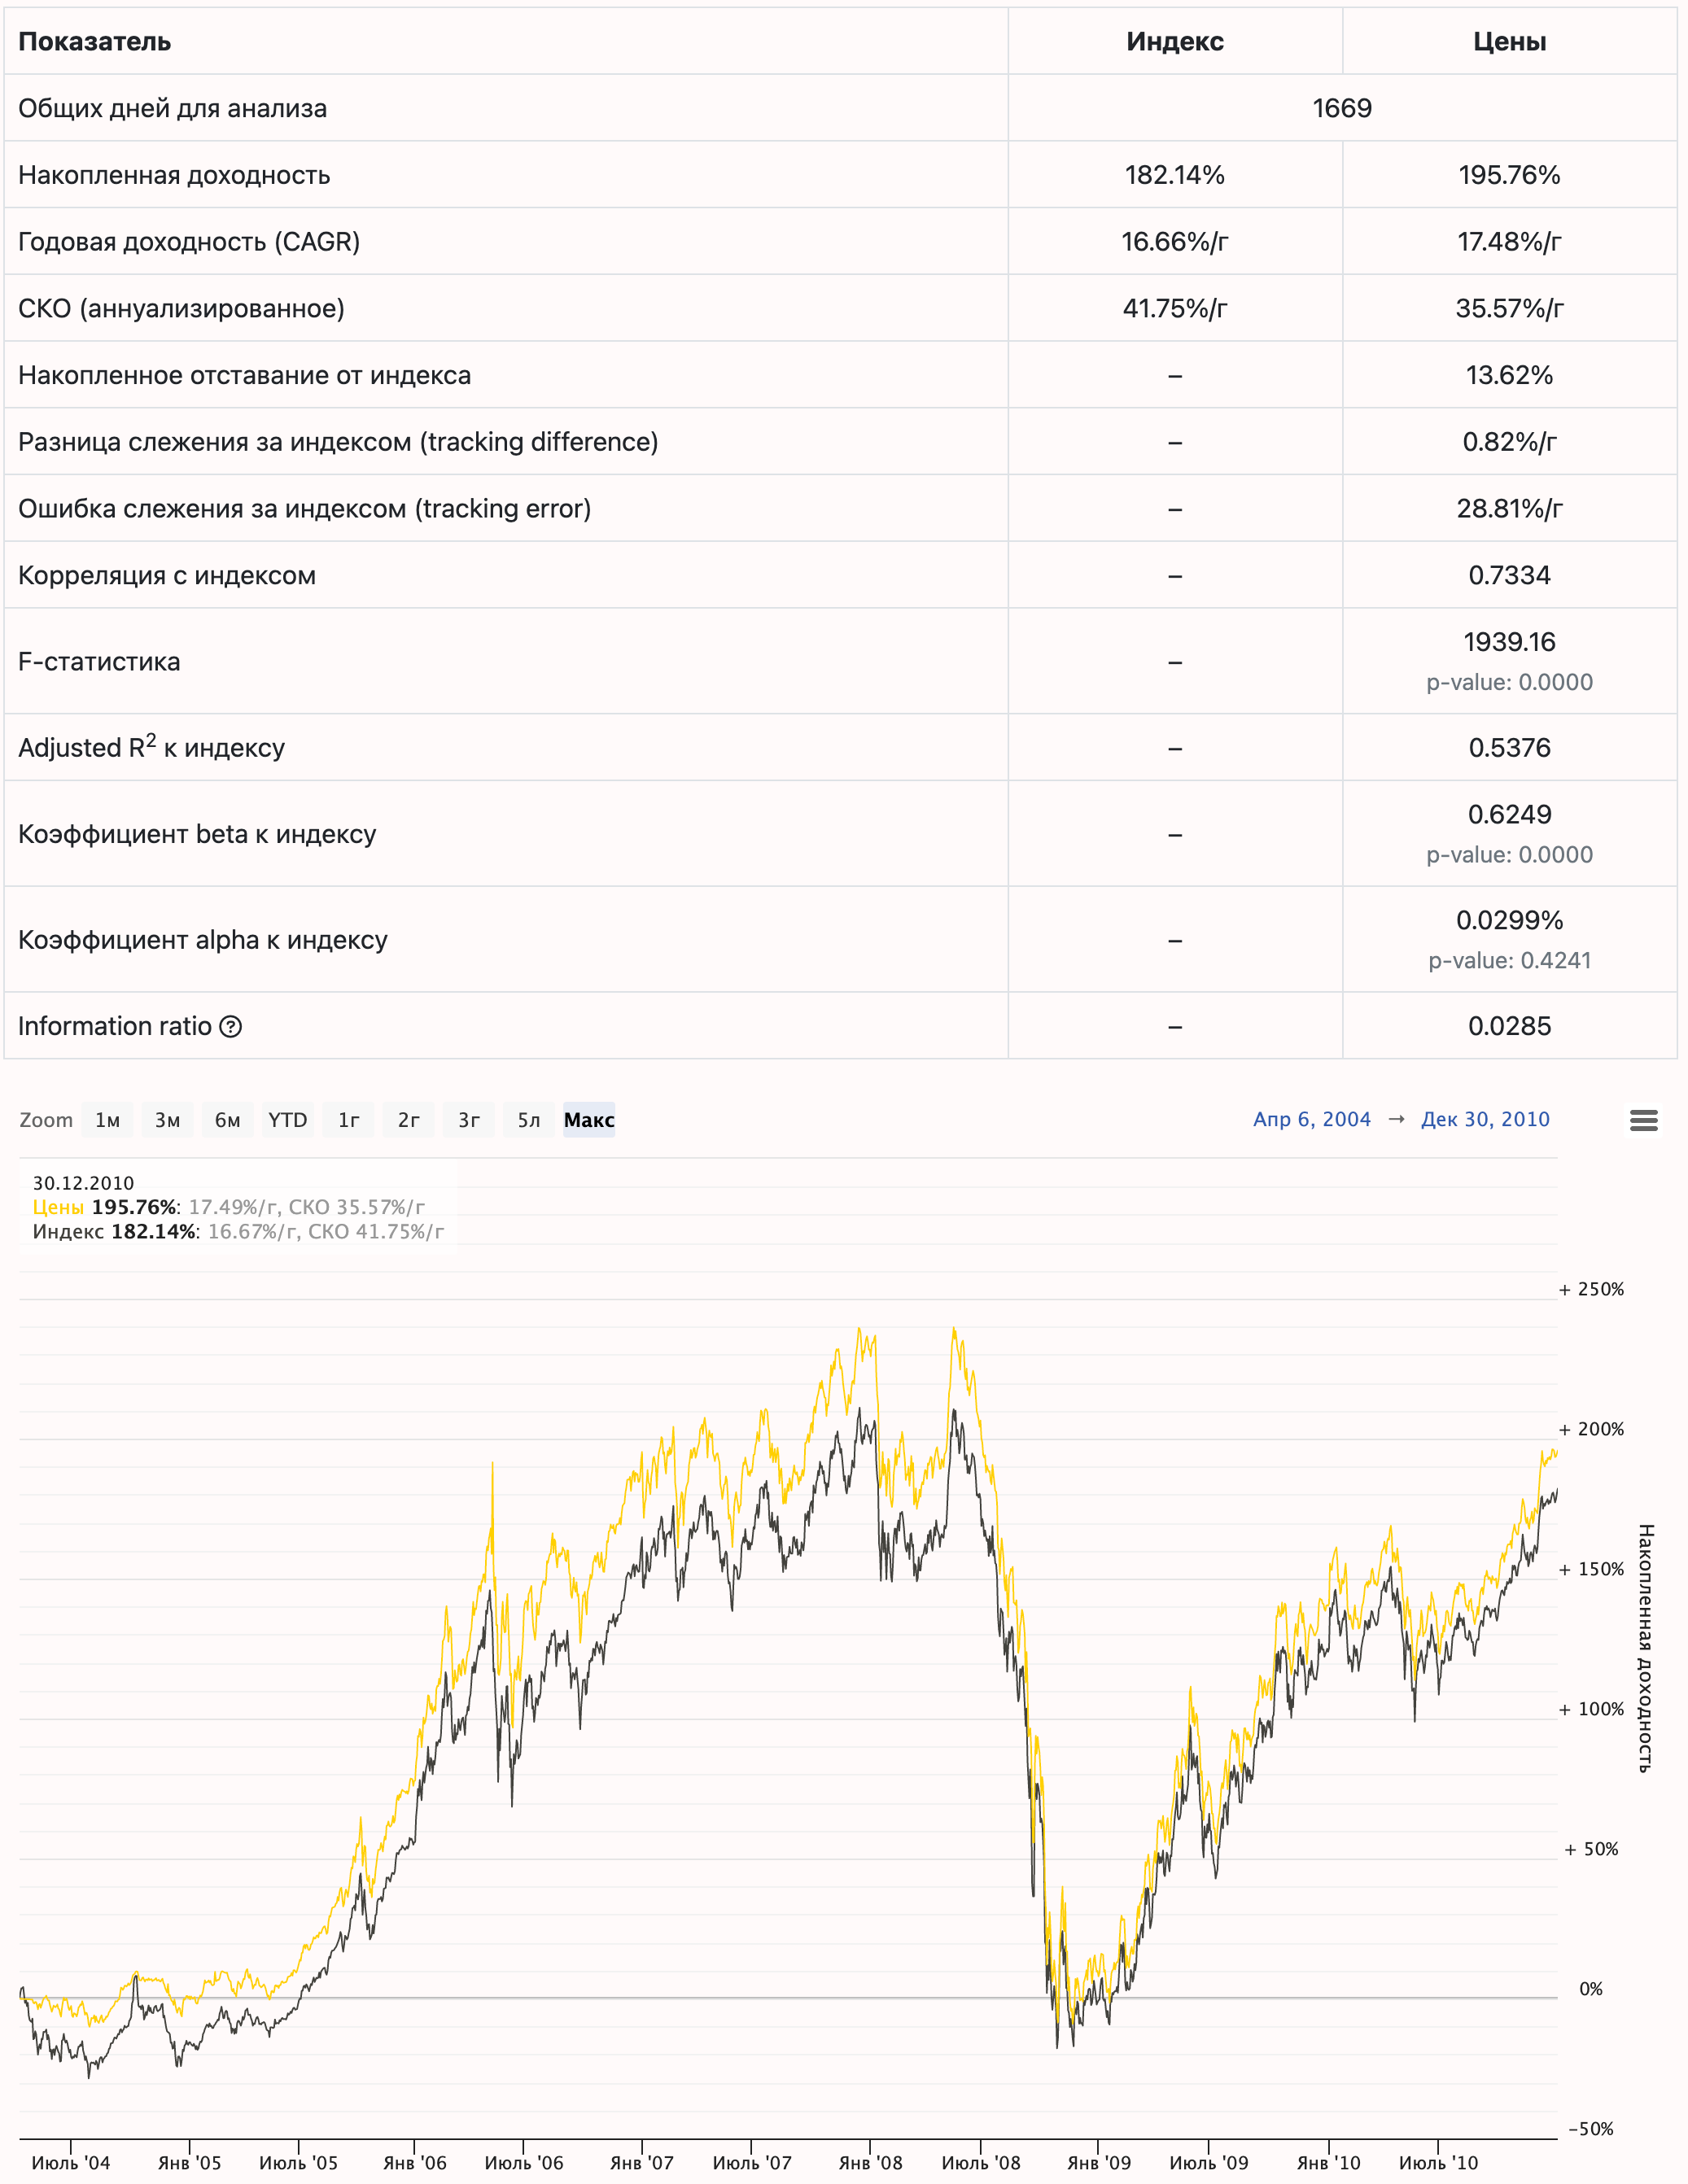 Показатель Индекс Цены
Общих дней для анализа 1669
Накопленная доходность 182.14% 195.76%
Годовая доходность (CAGR) 16.66%/г 17.48%/г
СКО (аннуализированное) 41.75%/г 35.57%/г
Накопленное отставание от индекса – 13.62%
Разница слежения за индексом (tracking difference) – 0.82%/г
Ошибка слежения за индексом (tracking error) – 28.81%/г
Корреляция с индексом – 0.7334
F-статистика – 1939.16
p-value: 0.0000
Adjusted R² к индексу – 0.5376
Коэффициент beta к индексу – 0.6249
p-value: 0.0000
Коэффициент alpha к индексу – 0.0299%
p-value: 0.4241
Information ratio ? – 0.0285
Zoom 1м 3м 6м YTD 1г 2г 3г 5л Макс Апр 6, 2004 → Дек 30, 2010
30.12.2010
Цены 195.76%: 17.49%/г, СКО 35.57%/г
Индекс 182.14%: 16.67%/г, СКО 41.75%/г
+ 250%
+ 200%
+ 150%
+ 100%
+ 50%
0%
−50%
Накопленная доходность
Июль '04 Янв '05 Июль '05 Янв '06 Июль '06 Янв '07 Июль '07 Янв '08 Июль '08 Янв '09 Июль '09 Янв '10 Июль '10